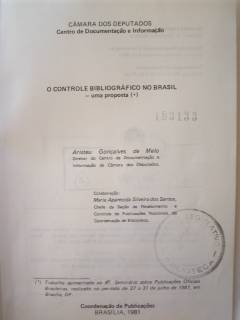 CÂMARA DOS DEPUTADOS
Centro de Documentação e Informação
O CONTROLE BIBLIOGRÁFICO NO BRASIL
— uma proposta (*)
153133
Aristeu Gonçalves de Melo
Diretor do Centro de Documentação e
Informação da Câmara dos Deputados.
Colaboração:
Maria Aparecida Silveira dos Santos,
Chefe da Seção de Recebimento e
Controle de Publicações Nacionais da
Coordenação de Biblioteca.
(*) Trabalho apresentado ao 4º Seminário sobre Publicações Oficiais
Brasileiras, realizado no período de 27 a 31 de julho de 1981, em
Brasília, DF.
Coordenação de Publicações
BRASÍLIA, 1981